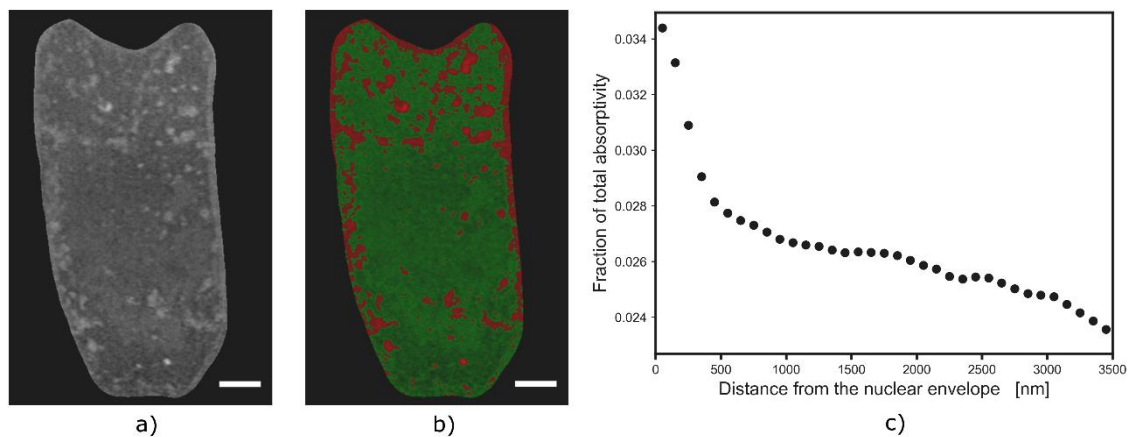 0.034
0.032
0.030
0.028
0.026
0.024
Fraction of total absorptivity
0 500 1000 1500 2000 2500 3000 3500
Distance from the nuclear envelope [nm]
a) b) c)